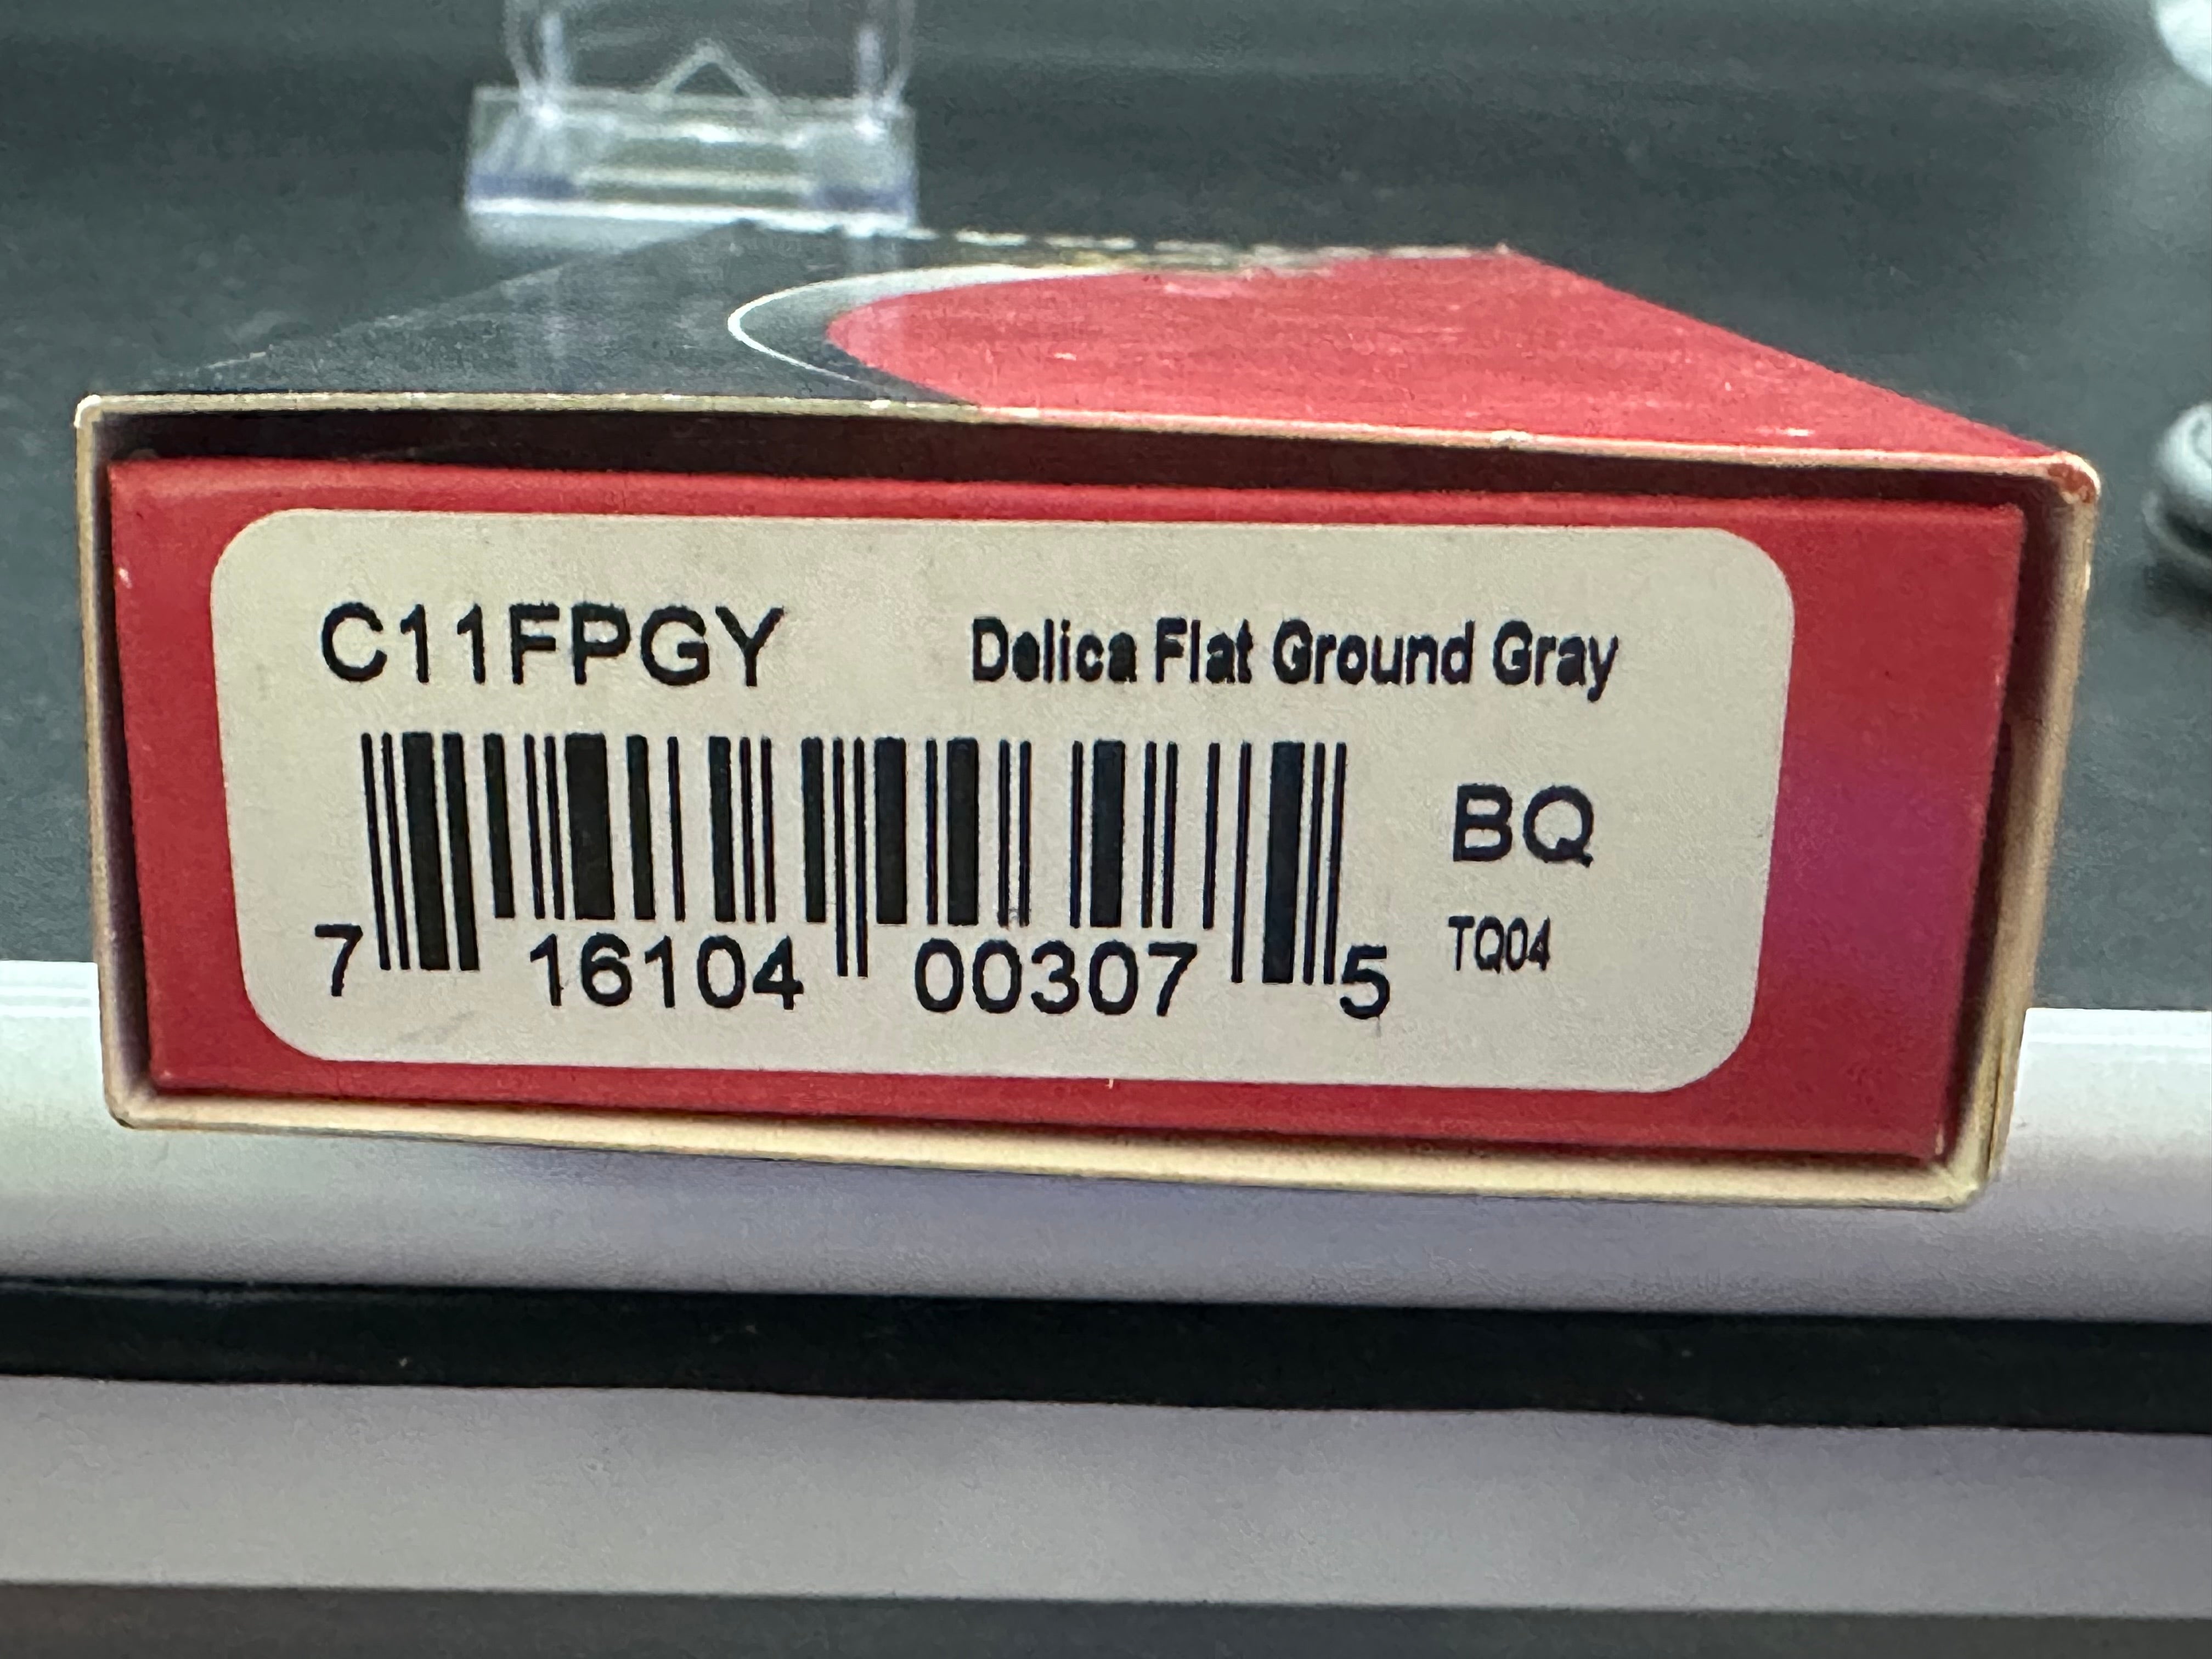 C11FPGY Delica Flat Ground Gray
BQ
7 16104 00307 5
TQ04